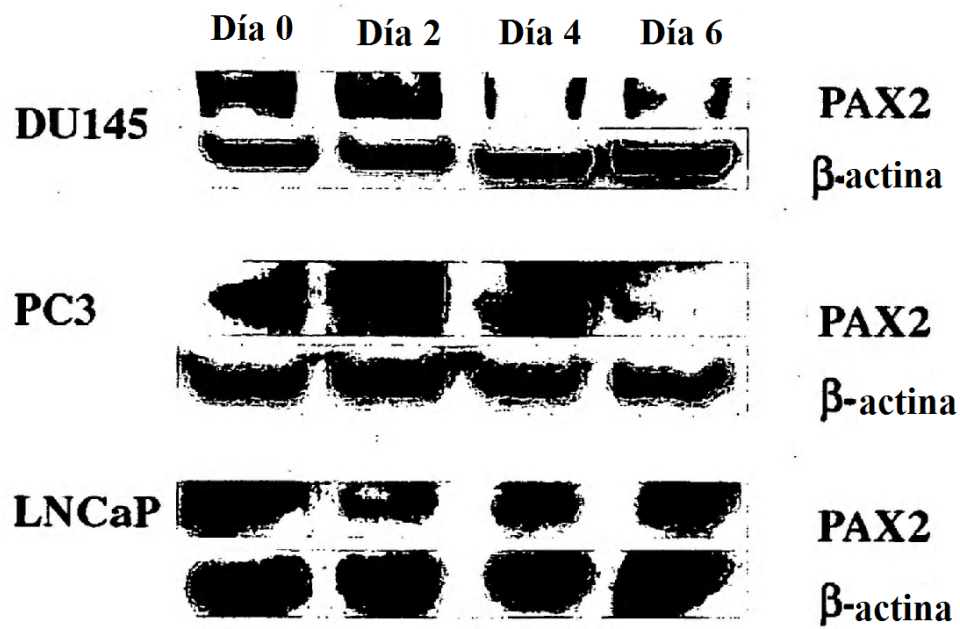 Día 0 Día 2 Día 4 Día 6
DU145 PAX2
β-actina
PC3 PAX2
β-actina
LNCaP PAX2
β-actina